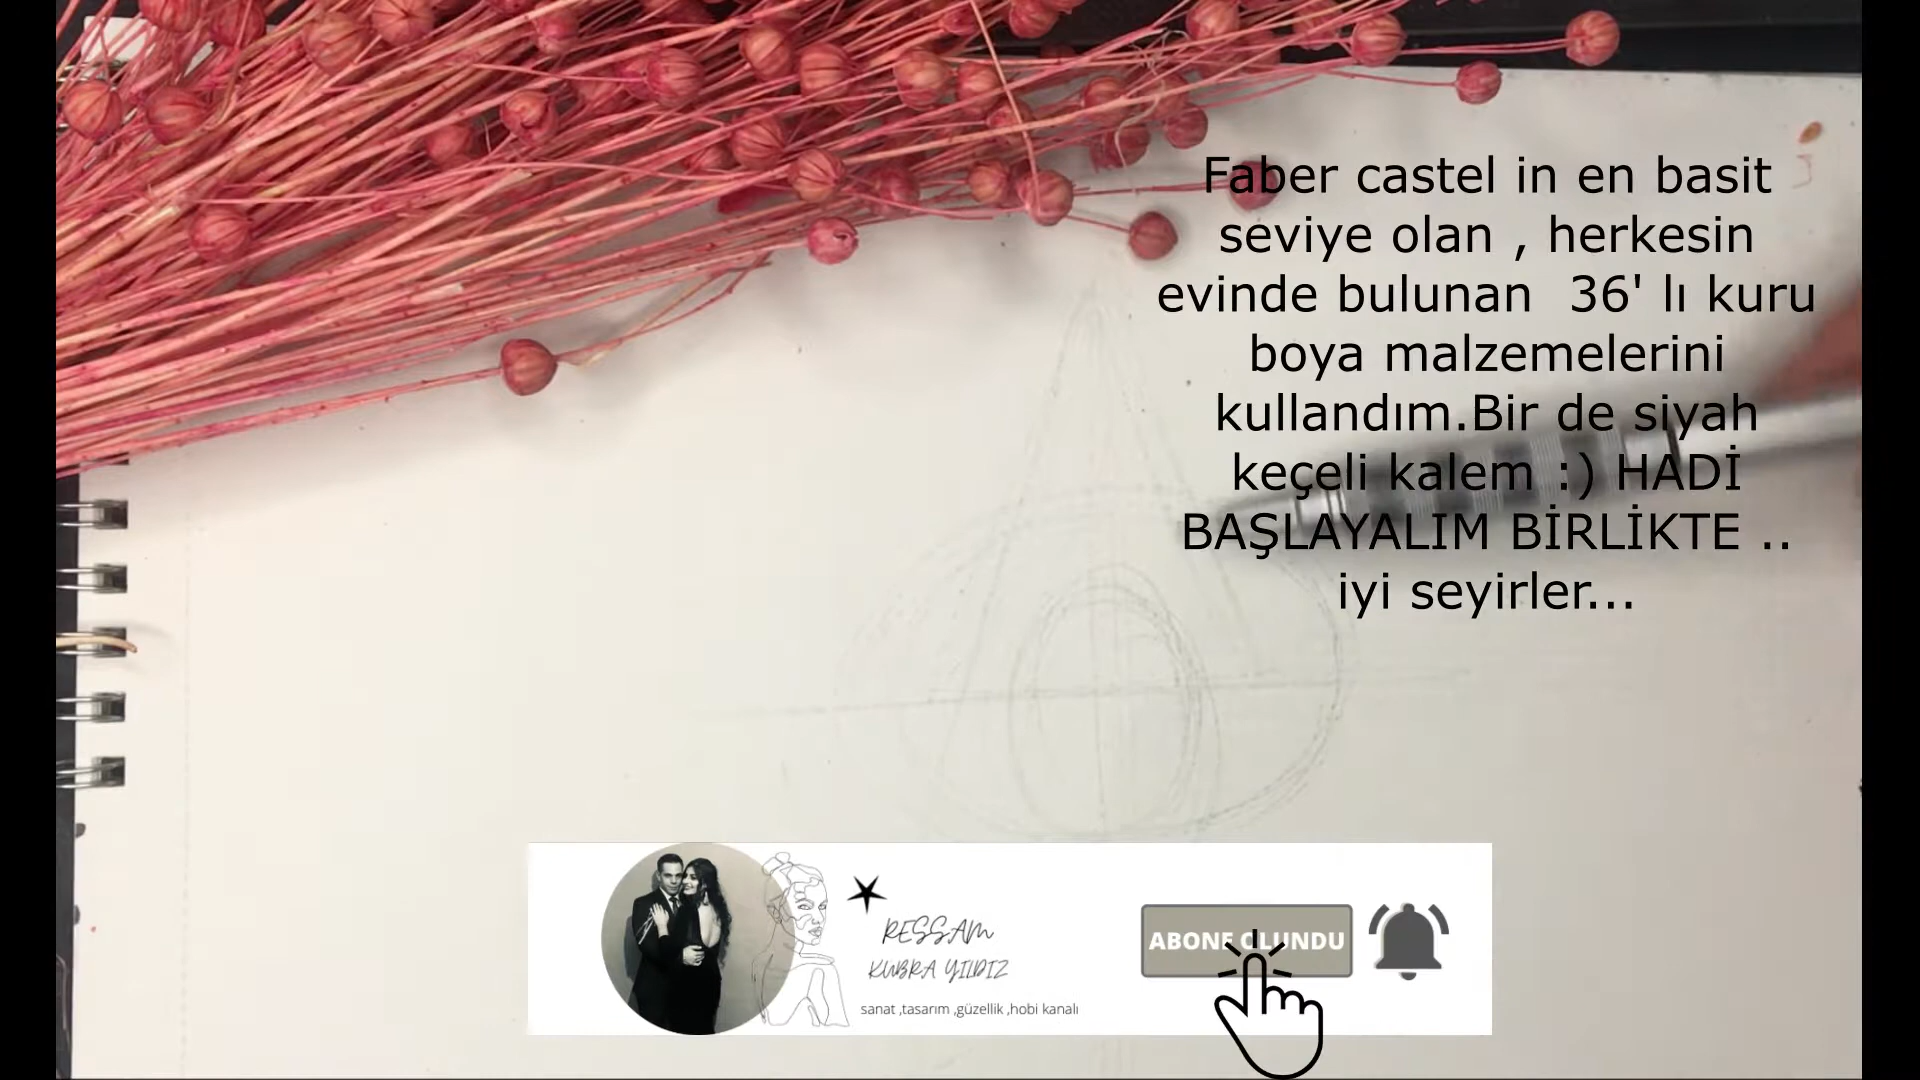 Faber castel in en basit
seviye olan , herkesin
evinde bulunan  36' lı kuru
boya malzemelerini
kullandım.Bir de siyah
keçeli kalem :) HADİ
BAŞLAYALIM BİRLİKTE ..
iyi seyirler...
RESSAM
KUBRA YILDIZ
sanat ,tasarım ,güzellik ,hobi kanalı
ABONE OLUNDU